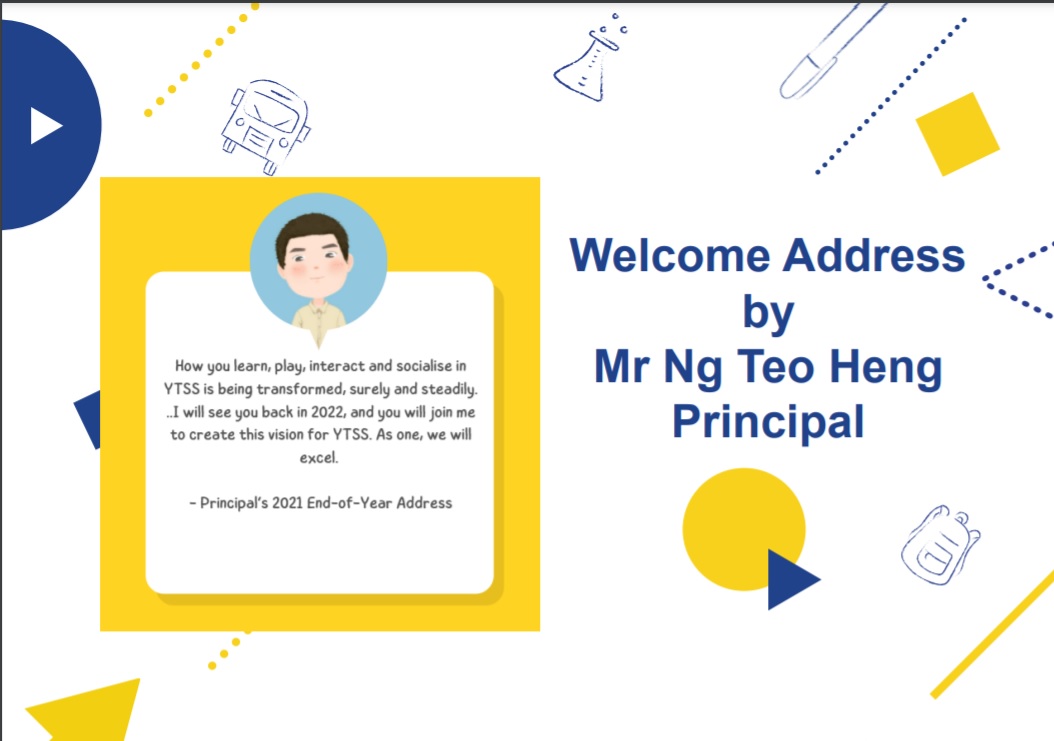 How you learn, play, interact and socialise in
YTSS is being transformed, surely and steadily.
..I will see you back in 2022, and you will join me
to create this vision for YTSS. As one, we will
excel.
- Principal's 2021 End-of-Year Address
Welcome Address
by
Mr Ng Teo Heng
Principal